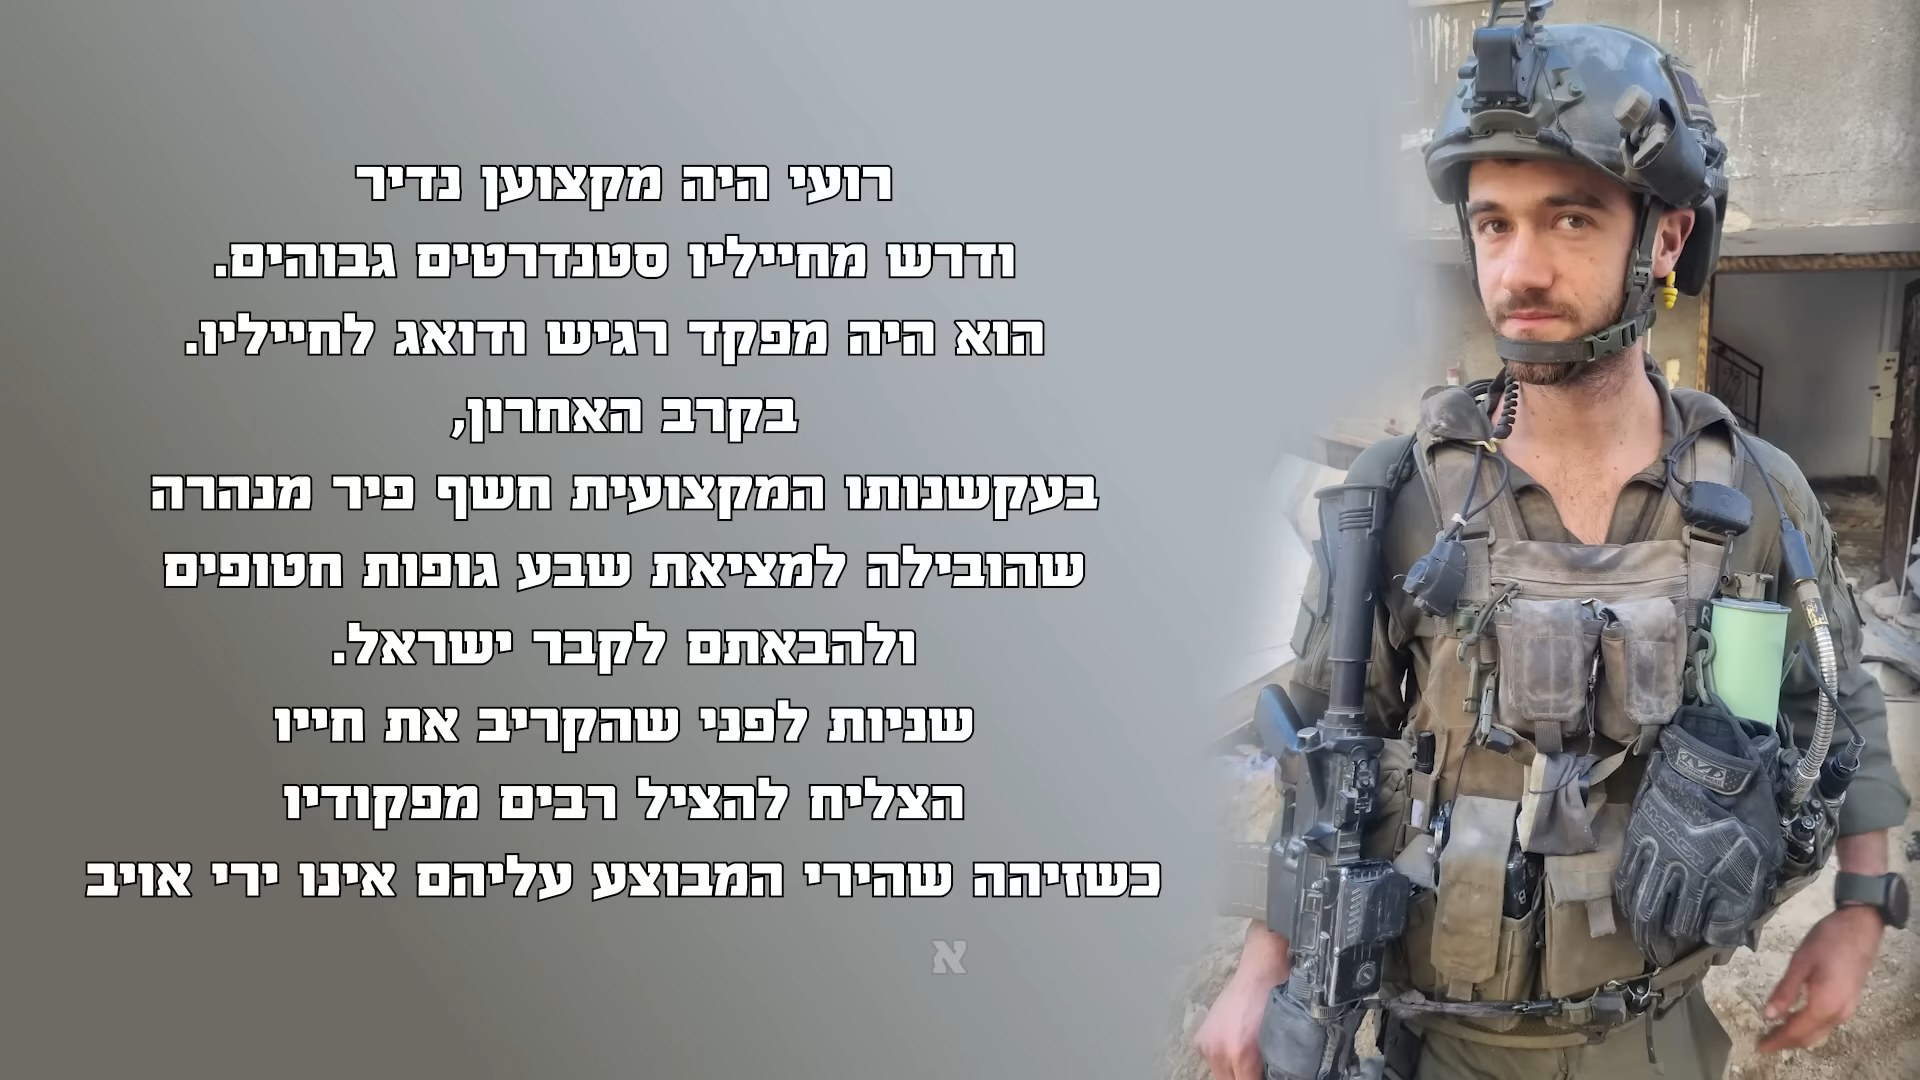 רועי היה מקצוען נדיר
ודרש מחייליו סטנדרטים גבוהים.
הוא היה מפקד רגיש ודואג לחייליו.
בקרב האחרון,
בעקשנותו המקצועית חשף פיר מנהרה
שהובילה למציאת שבע גופות חטופים
ולהבאתם לקבר ישראל.
שניות לפני שהקריב את חייו
הצליח להציל רבים מפקודיו
כשזיהה שהירי המבוצע עליהם אינו ירי אויב
א